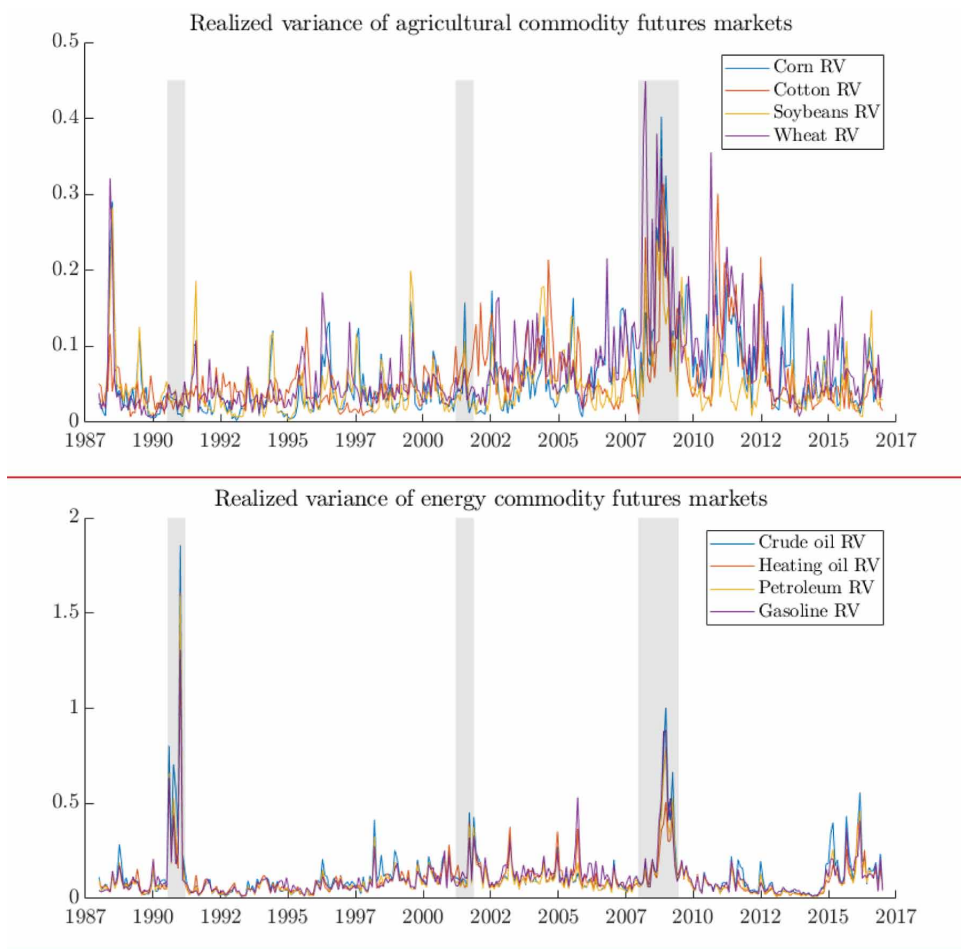 Realized variance of agricultural commodity futures markets
0.5
0.4
0.3
0.2
0.1
0
Corn RV
Cotton RV
Soybeans RV
Wheat RV
1987 1990 1992 1995 1997 2000 2002 2005 2007 2010 2012 2015 2017
Realized variance of energy commodity futures markets
2
1.5
1
0.5
0
Crude oil RV
Heating oil RV
Petroleum RV
Gasoline RV
1987 1990 1992 1995 1997 2000 2002 2005 2007 2010 2012 2015 2017